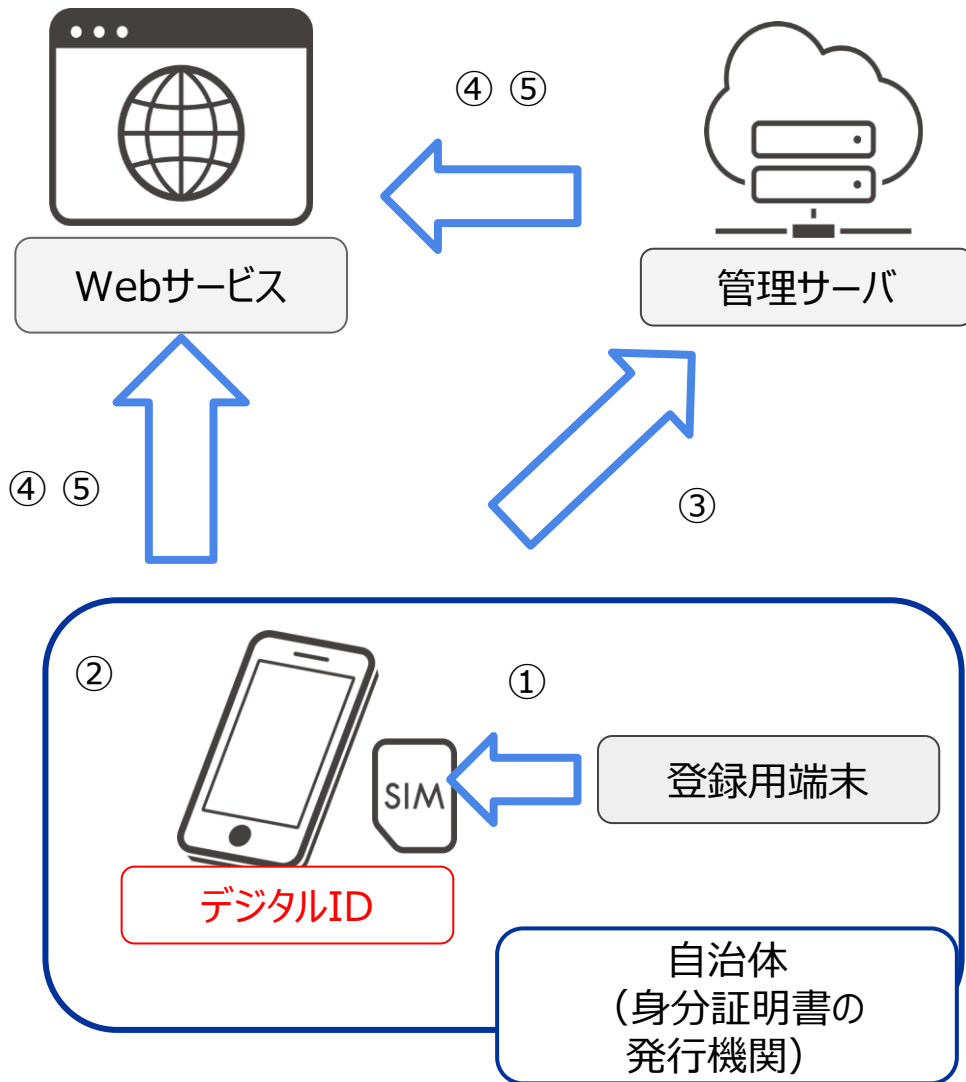 ④ ⑤
Webサービス
管理サーバ
④ ⑤
③
②
①
SIM
登録用端末
デジタルID
自治体
（身分証明書の
発行機関）